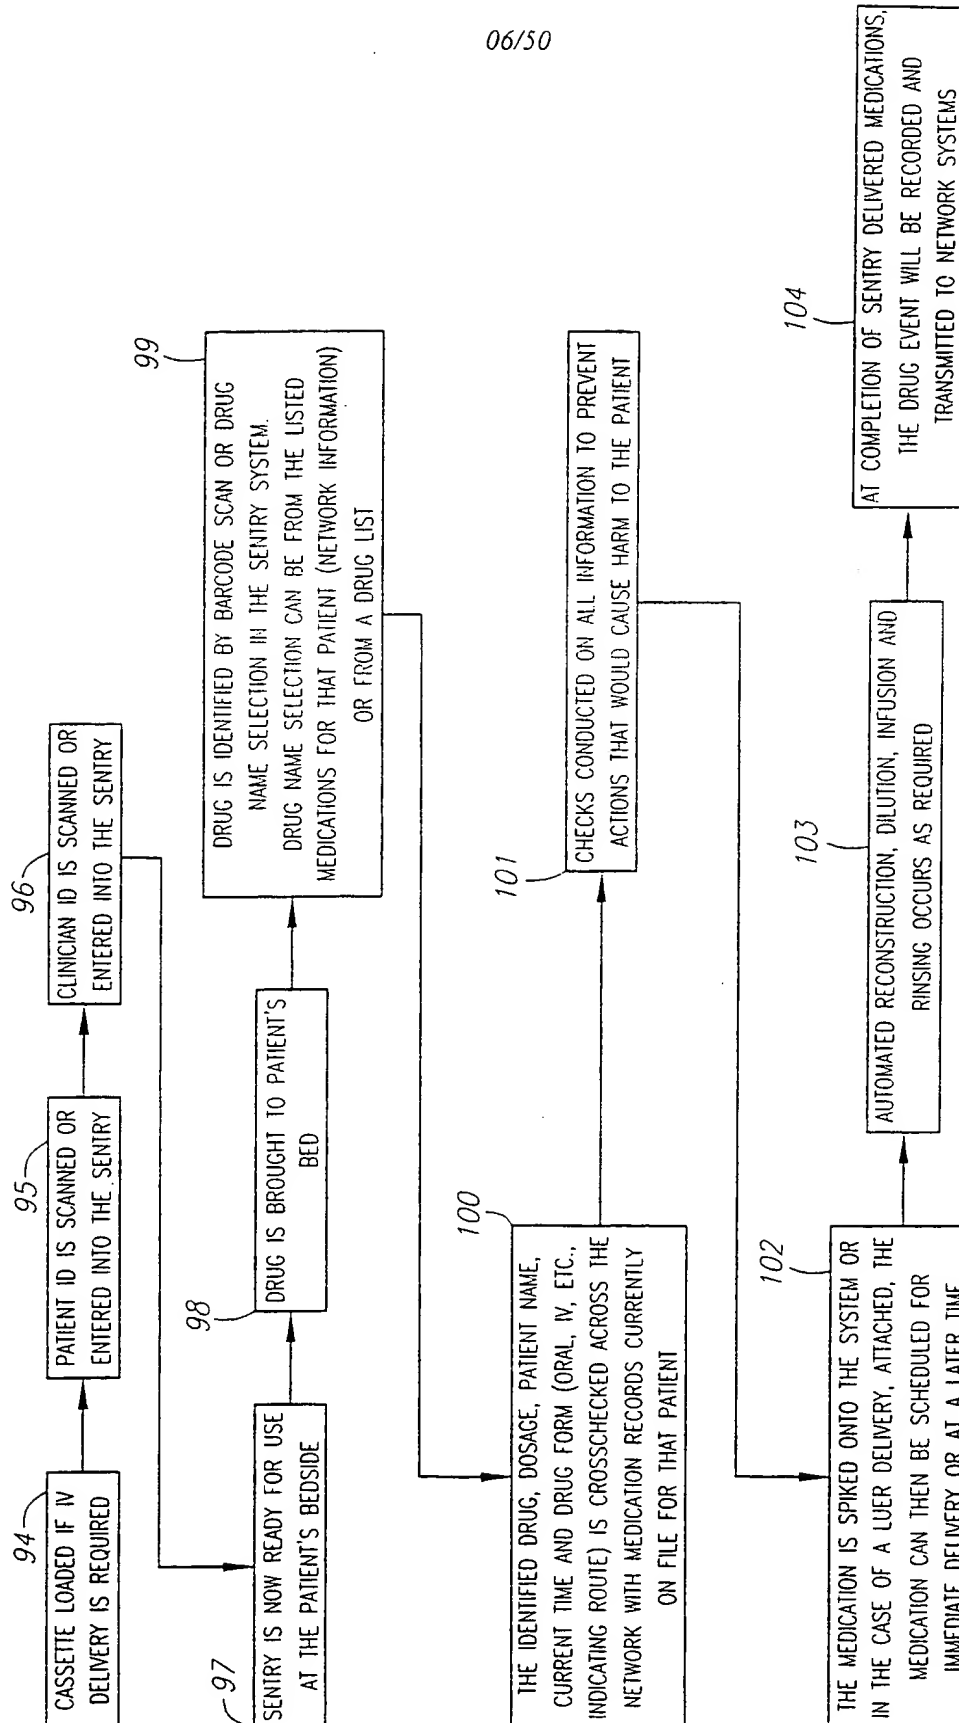 06/50
94
CASSETTE LOADED IF IV
DELIVERY IS REQUIRED
95
PATIENT ID IS SCANNED OR
ENTERED INTO THE SENTRY
96
CLINICIAN ID IS SCANNED OR
ENTERED INTO THE SENTRY
97
SENTRY IS NOW READY FOR USE
AT THE PATIENT'S BEDSIDE
98
DRUG IS BROUGHT TO PATIENT'S
BED
99
DRUG IS IDENTIFIED BY BARCODE SCAN OR DRUG
NAME SELECTION IN THE SENTRY SYSTEM.
DRUG NAME SELECTION CAN BE FROM THE LISTED
MEDICATIONS FOR THAT PATIENT (NETWORK INFORMATION)
OR FROM A DRUG LIST
100
THE IDENTIFIED DRUG, DOSAGE, PATIENT NAME,
CURRENT TIME AND DRUG FORM (ORAL, IV, ETC.,
INDICATING ROUTE) IS CROSSCHECKED ACROSS THE
NETWORK WITH MEDICATION RECORDS CURRENTLY
ON FILE FOR THAT PATIENT
101
CHECKS CONDUCTED ON ALL INFORMATION TO PREVENT
ACTIONS THAT WOULD CAUSE HARM TO THE PATIENT
102
THE MEDICATION IS SPIKED ONTO THE SYSTEM OR
IN THE CASE OF A LUER DELIVERY, ATTACHED, THE
MEDICATION CAN THEN BE SCHEDULED FOR
IMMEDIATE DELIVERY OR AT A LATER TIME
103
AUTOMATED RECONSTRUCTION, DILUTION, INFUSION AND
RINSING OCCURS AS REQUIRED
104
AT COMPLETION OF SENTRY DELIVERED MEDICATIONS,
THE DRUG EVENT WILL BE RECORDED AND
TRANSMITTED TO NETWORK SYSTEMS